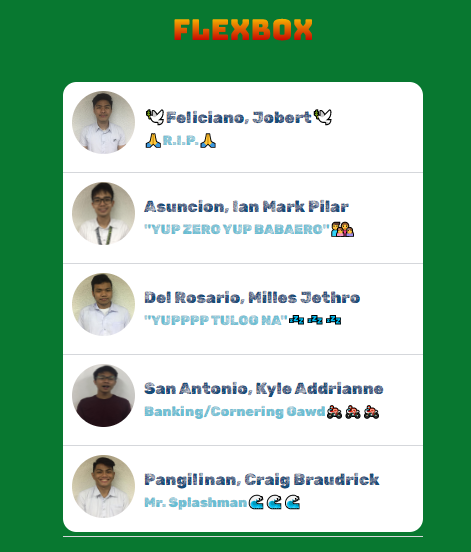 FLEXBOX
🕊Feliciano, Jobert🕊
🙏R.I.P.🙏
Asuncion, Ian Mark Pilar
"YUP ZERO YUP BABAERO"👫
Del Rosario, Milles Jethro
"YUPPPP TULOG NA"💤💤💤
San Antonio, Kyle Addrianne
Banking/Cornering Gawd🏍🏍🏍
Pangilinan, Craig Braudrick
Mr. Splashman🌊🌊🌊